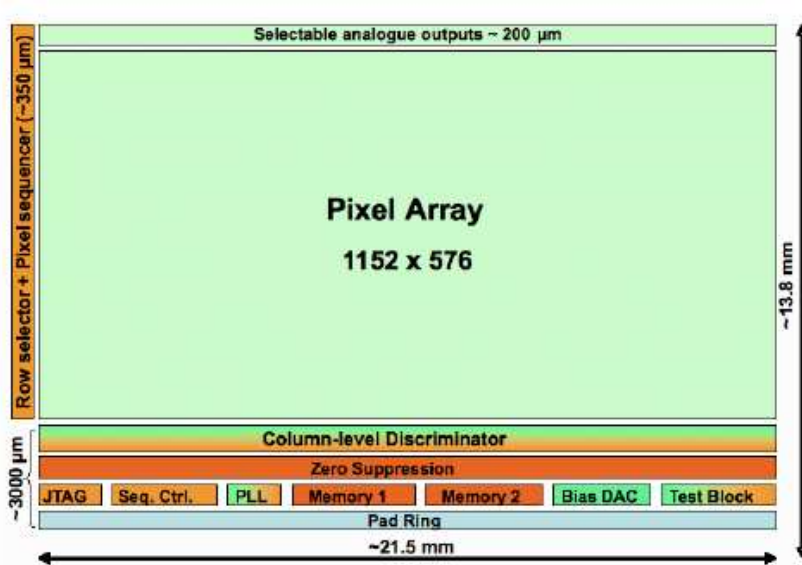 Selectable analogue outputs ~ 200 µm
Row selector + Pixel sequencer (~350 µm)
Pixel Array
1152 x 576
~13.8 mm
Column-level Discriminator
Zero Suppression
~3000 µm
JTAG Seq. Ctrl. PLL Memory 1 Memory 2 Bias DAC Test Block
Pad Ring
~21.5 mm